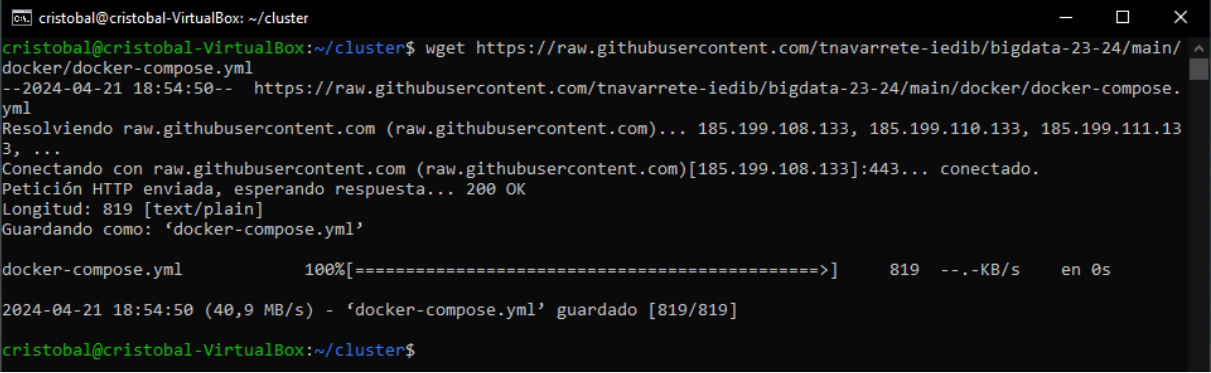 cristobal@cristobal-VirtualBox: ~/cluster
cristobal@cristobal-VirtualBox:~/cluster$ wget https://raw.githubusercontent.com/tnavarrete-iedib/bigdata-23-24/main/
docker/docker-compose.yml
--2024-04-21 18:54:50--  https://raw.githubusercontent.com/tnavarrete-iedib/bigdata-23-24/main/docker/docker-compose.
yml
Resolviendo raw.githubusercontent.com (raw.githubusercontent.com)... 185.199.108.133, 185.199.110.133, 185.199.111.13
3, ...
Conectando con raw.githubusercontent.com (raw.githubusercontent.com)[185.199.108.133]:443... conectado.
Petición HTTP enviada, esperando respuesta... 200 OK
Longitud: 819 [text/plain]
Guardando como: ‘docker-compose.yml’
docker-compose.yml            100%[==============================================>]     819  --.-KB/s    en 0s
2024-04-21 18:54:50 (40,9 MB/s) - ‘docker-compose.yml’ guardado [819/819]
cristobal@cristobal-VirtualBox:~/cluster$